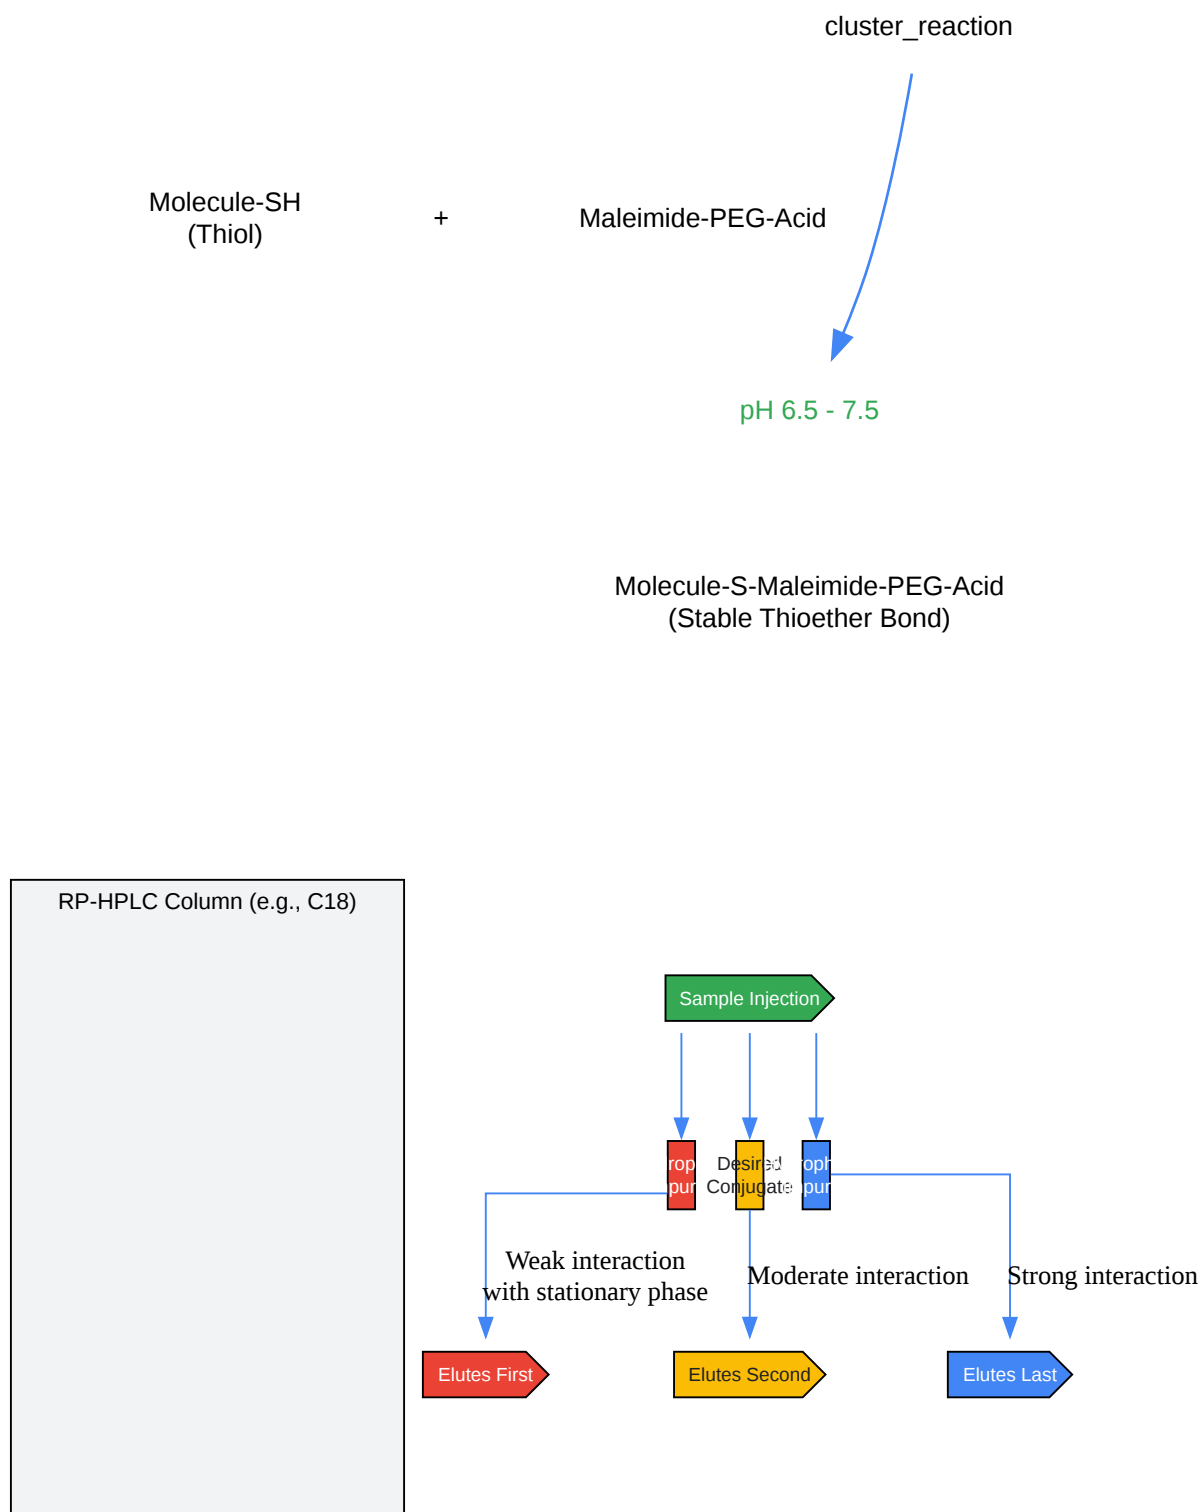 cluster_reaction
Molecule-SH
(Thiol)
+
Maleimide-PEG-Acid
pH 6.5 - 7.5
Molecule-S-Maleimide-PEG-Acid
(Stable Thioether Bond)
RP-HPLC Column (e.g., C18)
Sample Injection
Desired
Conjugate
Weak interaction
with stationary phase
Moderate interaction
Strong interaction
Elutes First
Elutes Second
Elutes Last